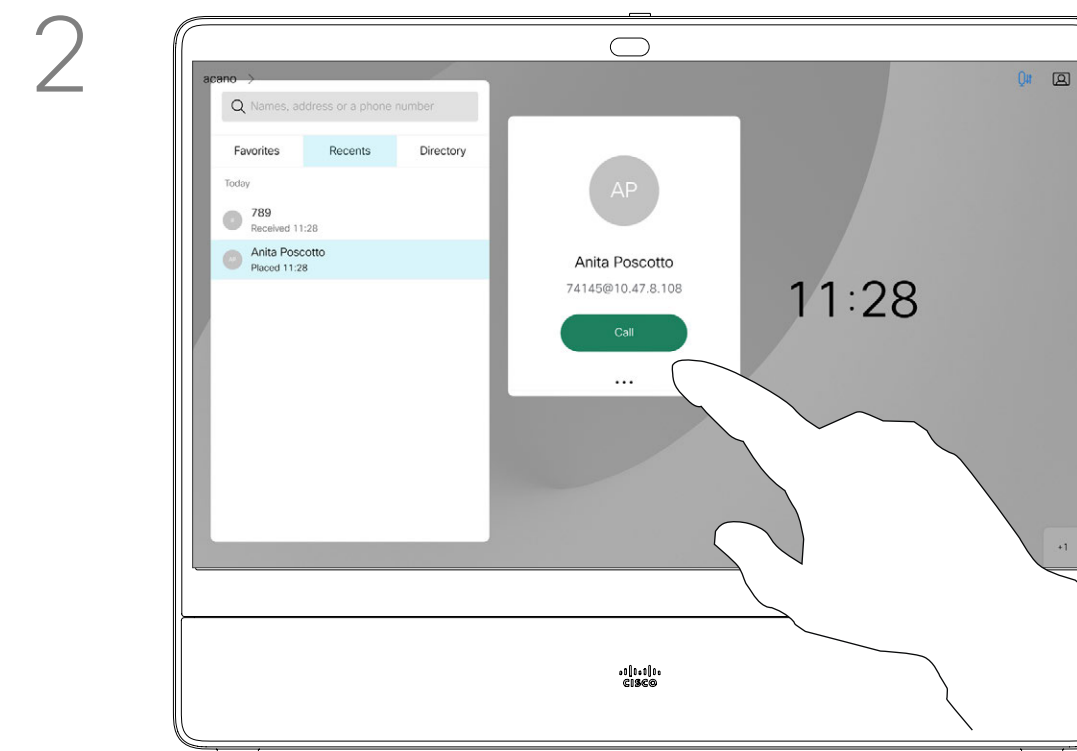 2
acano >
Names, address or a phone number
Favorites Recents Directory
Today
789
Received 11:28
Anita Poscotto
Placed 11:28
AP
Anita Poscotto
74145@10.47.8.108
Call
...
11:28
+1
CISCO